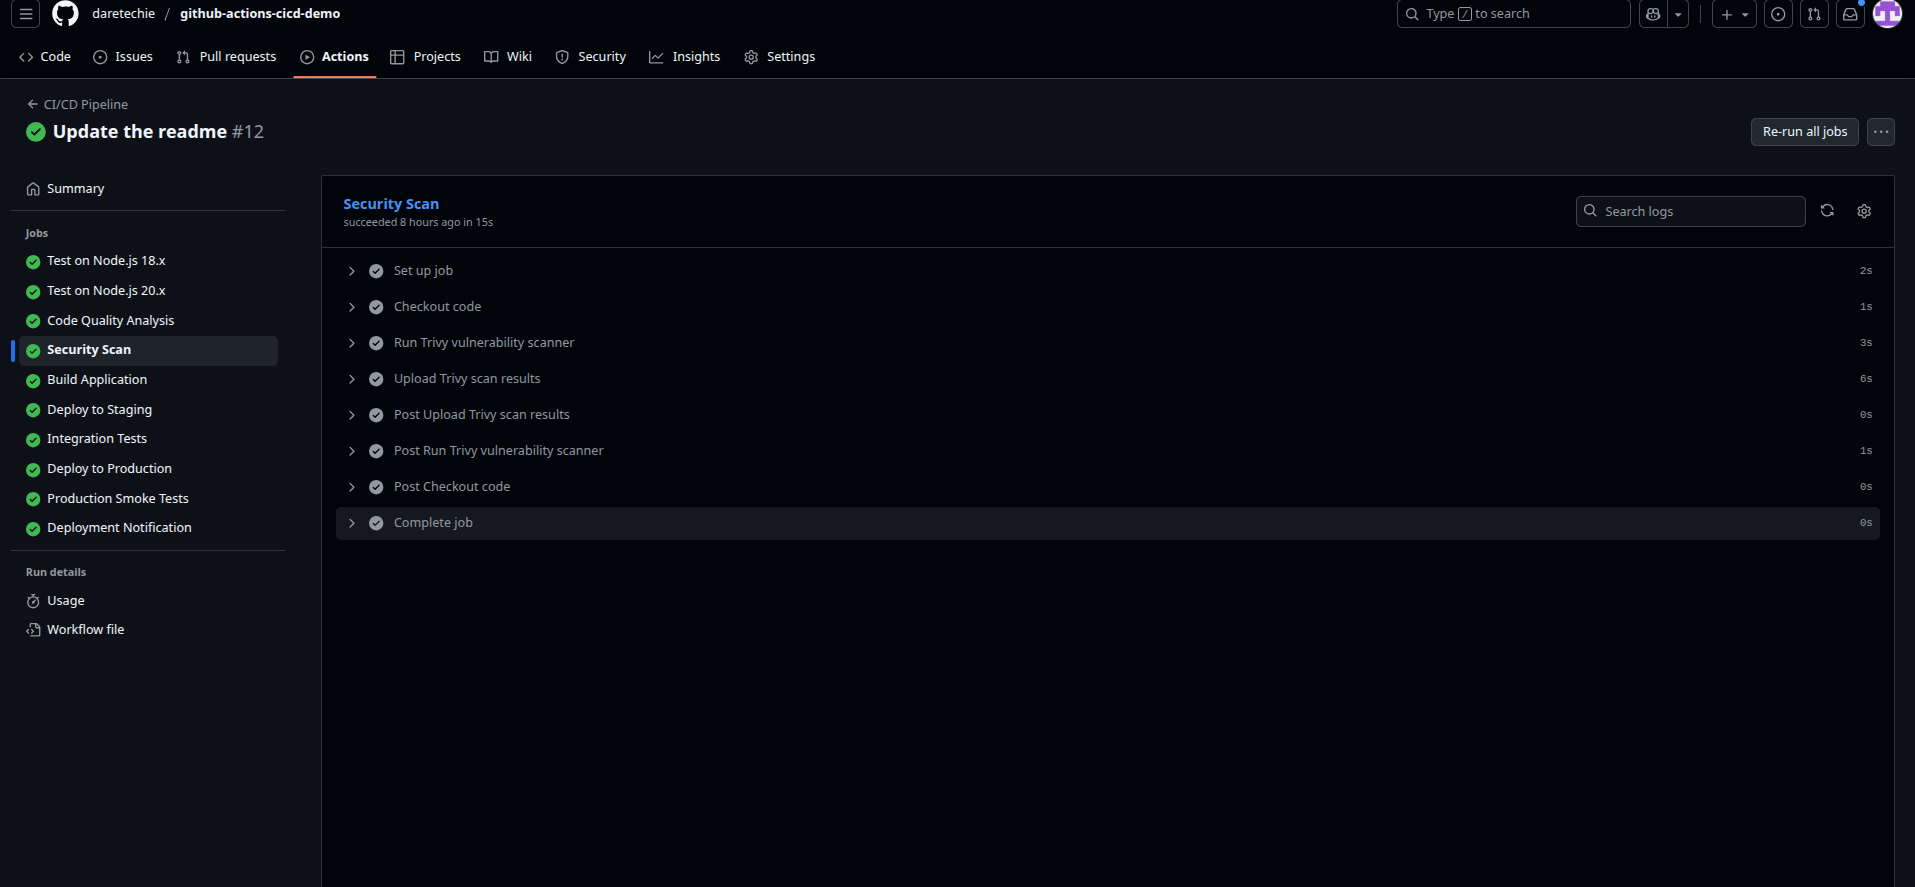 daretechie / github-actions-cicd-demo
Type / to search
Code Issues Pull requests Actions Projects Wiki Security Insights Settings
CI/CD Pipeline
Update the readme #12
Re-run all jobs
Summary
Jobs
Test on Node.js 18.x
Test on Node.js 20.x
Code Quality Analysis
Security Scan
Build Application
Deploy to Staging
Integration Tests
Deploy to Production
Production Smoke Tests
Deployment Notification
Run details
Usage
Workflow file
Security Scan
succeeded 8 hours ago in 15s
Search logs
Set up job 2s
Checkout code 1s
Run Trivy vulnerability scanner 3s
Upload Trivy scan results 6s
Post Upload Trivy scan results 0s
Post Run Trivy vulnerability scanner 1s
Post Checkout code 0s
Complete job 0s